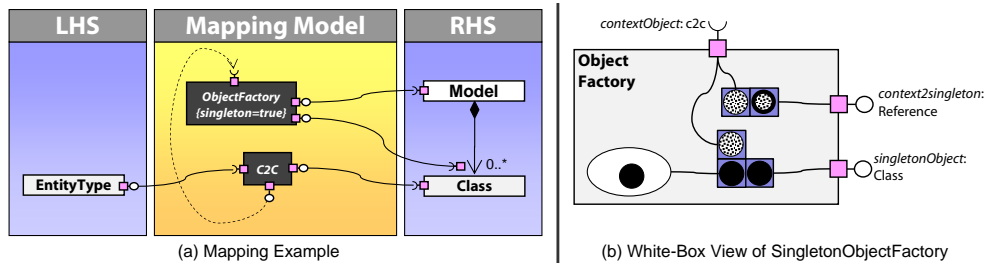 LHS
Mapping Model
RHS
ObjectFactory
{singleton=true}
Model
0..*
C2C
EntityType
Class
(a) Mapping Example
contextObject: c2c
Object
Factory
context2singleton:
Reference
singletonObject:
Class
(b) White-Box View of SingletonObjectFactory